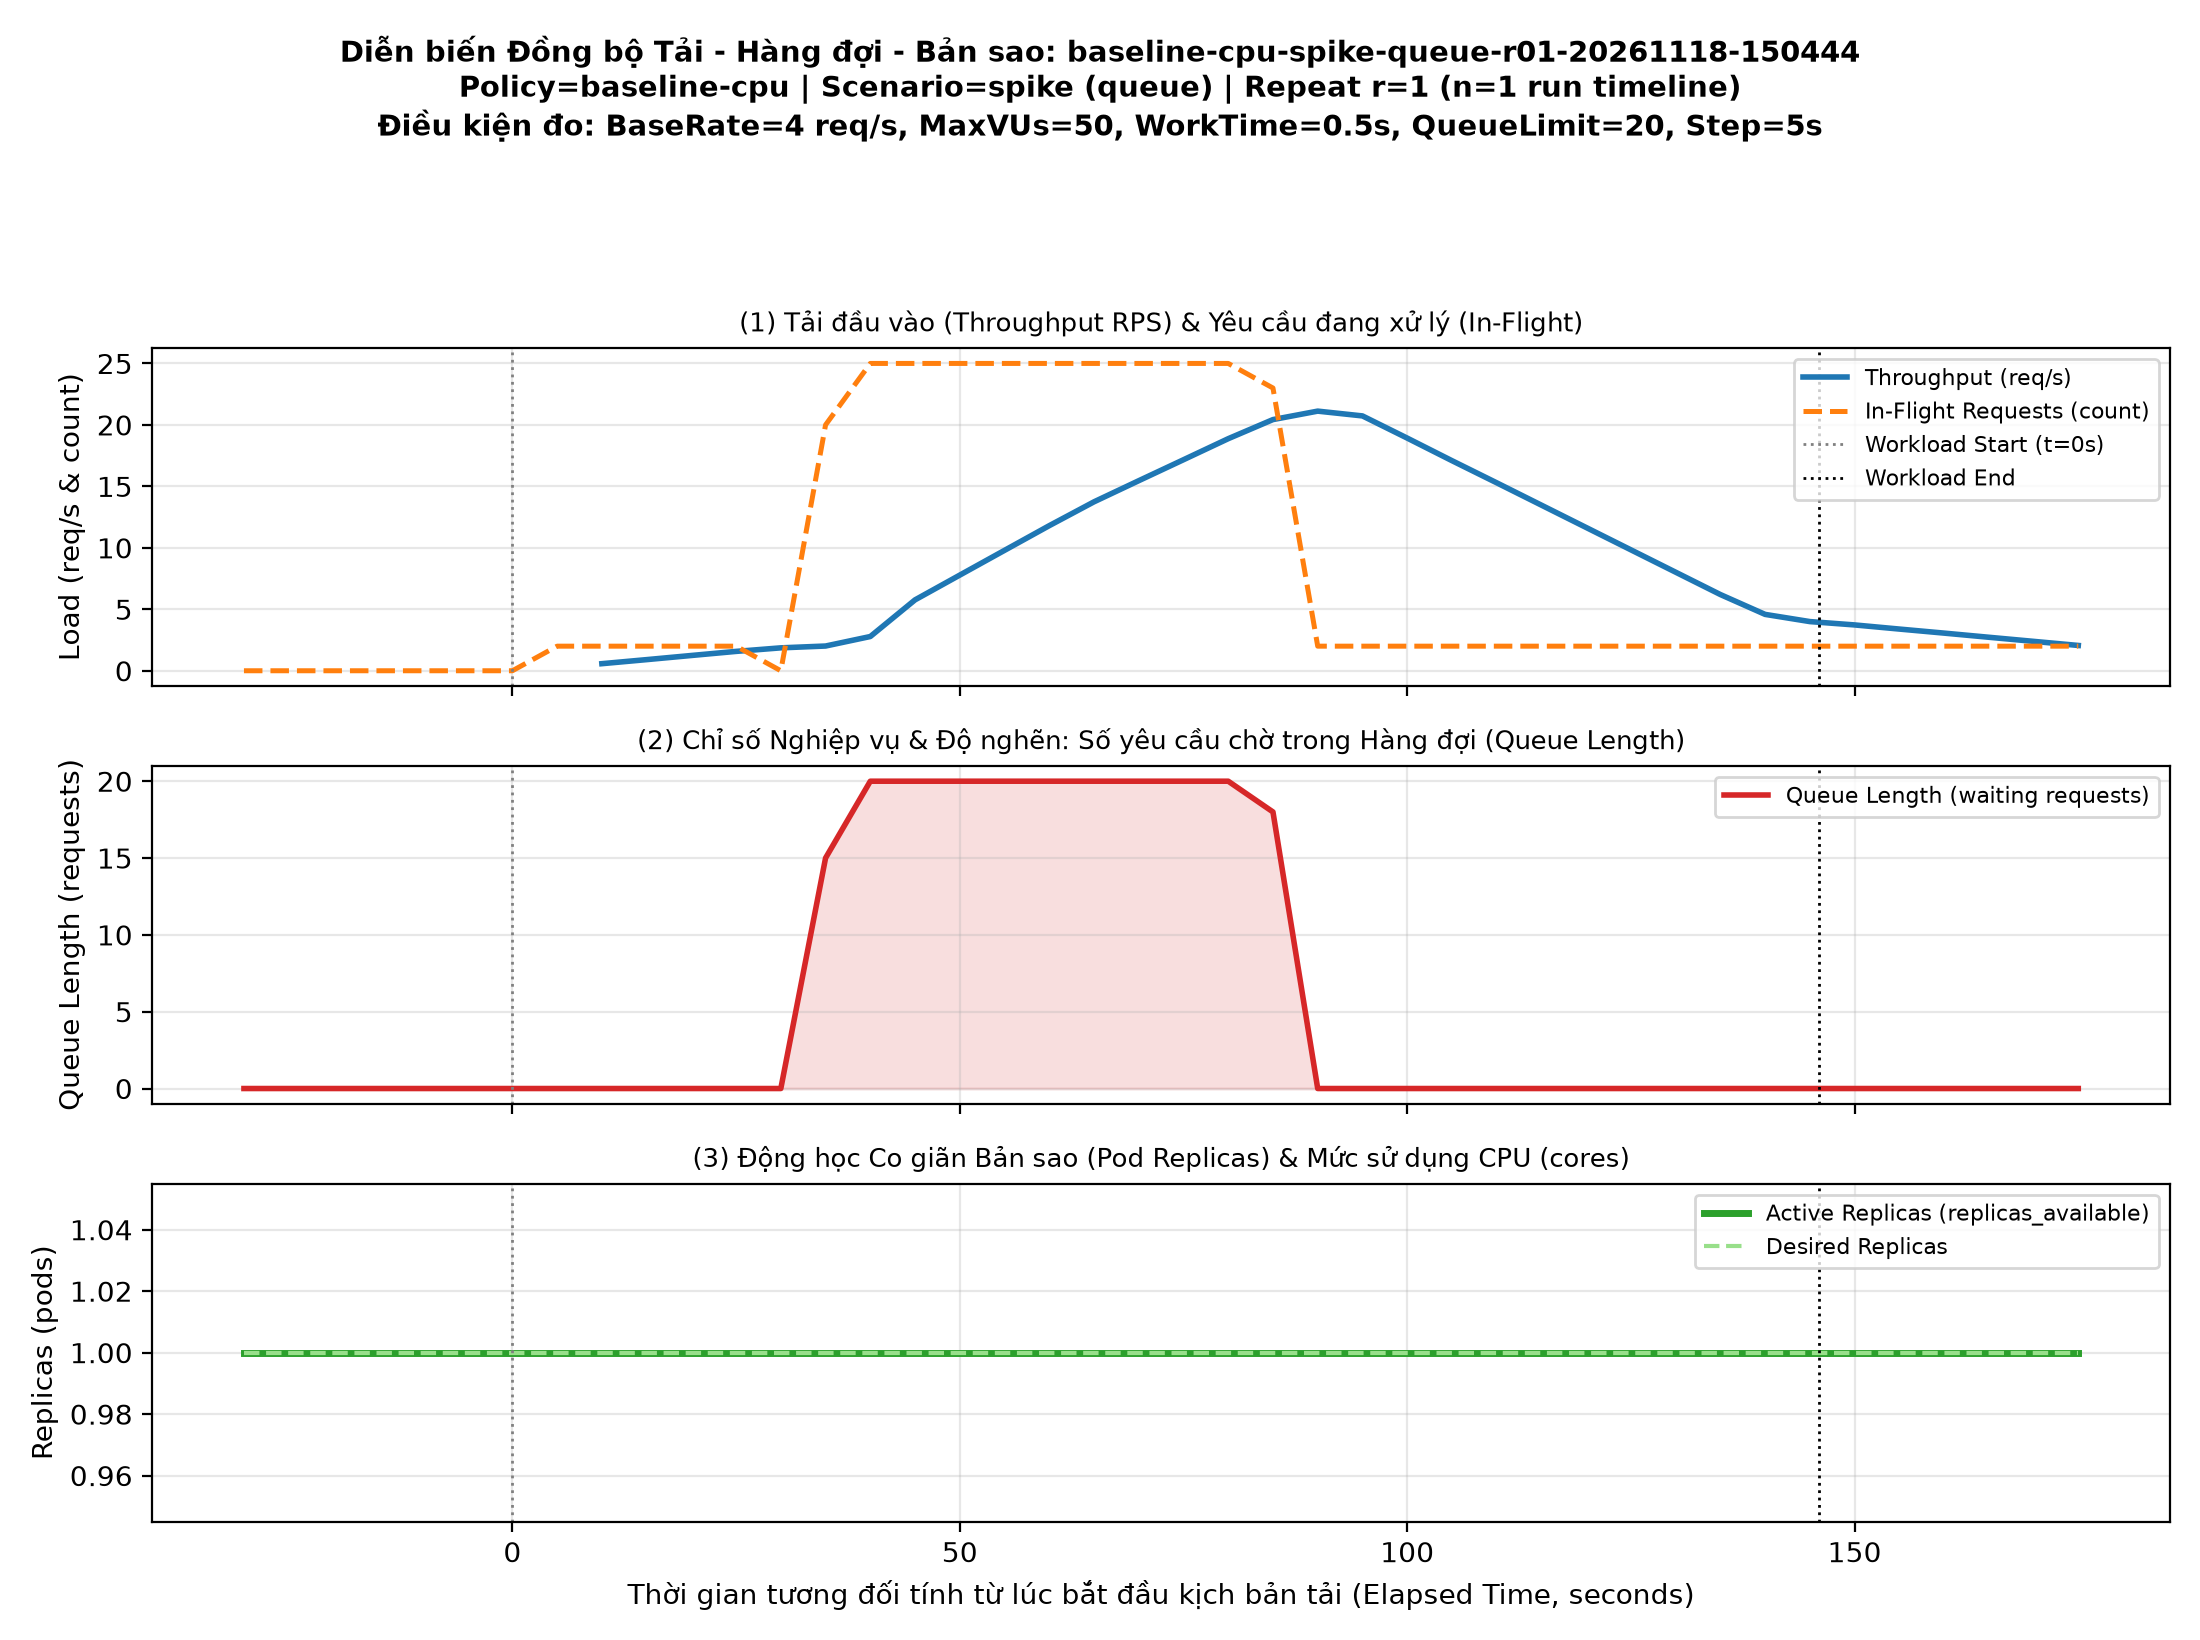 Diễn biến Đồng bộ Tải - Hàng đợi - Bản sao: baseline-cpu-spike-queue-r01-20261118-150444
Policy=baseline-cpu | Scenario=spike (queue) | Repeat r=1 (n=1 run timeline)
Điều kiện đo: BaseRate=4 req/s, MaxVUs=50, WorkTime=0.5s, QueueLimit=20, Step=5s
(1) Tải đầu vào (Throughput RPS) & Yêu cầu đang xử lý (In-Flight)
Load (req/s & count)
25
20
15
10
5
0
Throughput (req/s)
In-Flight Requests (count)
Workload Start (t=0s)
Workload End
(2) Chỉ số Nghiệp vụ & Độ nghẽn: Số yêu cầu chờ trong Hàng đợi (Queue Length)
Queue Length (requests)
20
15
10
5
0
Queue Length (waiting requests)
(3) Động học Co giãn Bản sao (Pod Replicas) & Mức sử dụng CPU (cores)
Replicas (pods)
1.04
1.02
1.00
0.98
0.96
Active Replicas (replicas_available)
Desired Replicas
0
50
100
150
Thời gian tương đối tính từ lúc bắt đầu kịch bản tải (Elapsed Time, seconds)